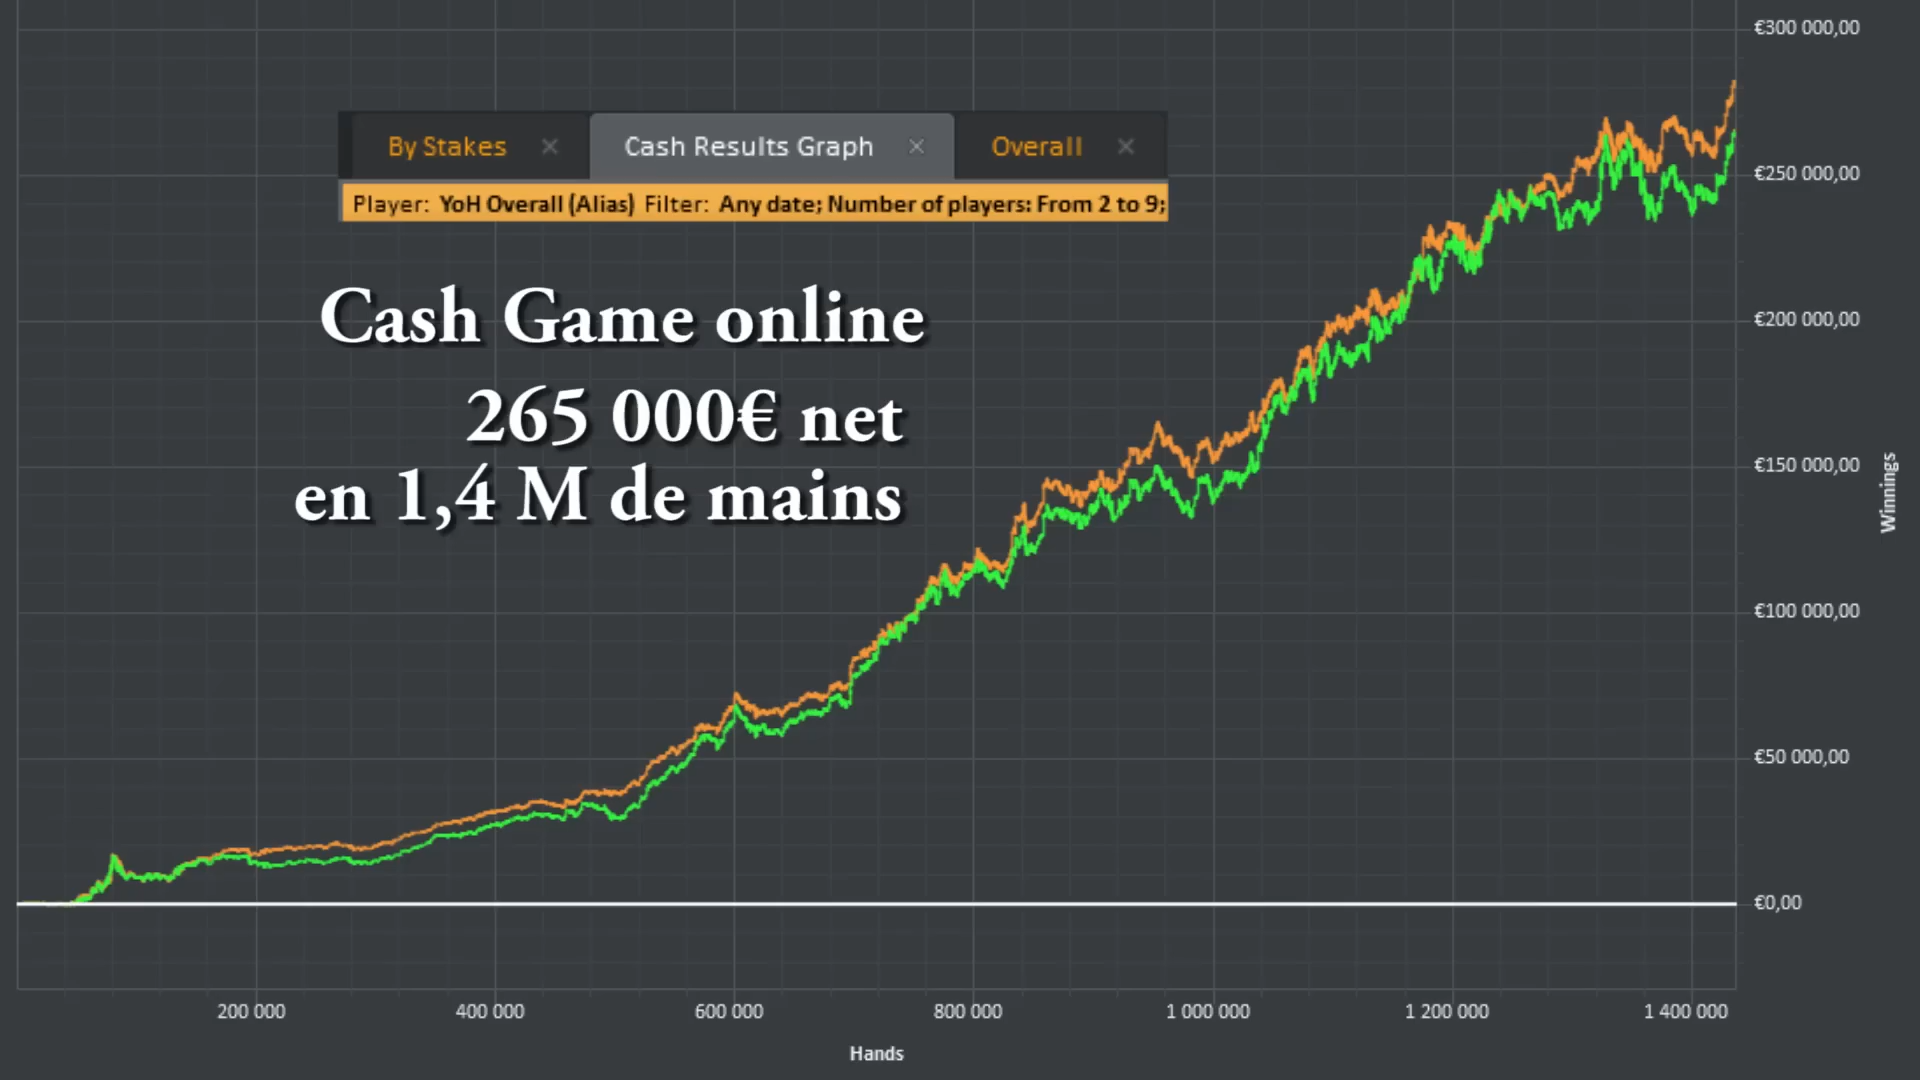 By Stakes × Cash Results Graph × Overall ×
Player: YoH Overall (Alias) Filter: Any date; Number of players: From 2 to 9;
Cash Game online
265 000€ net
en 1,4 M de mains
€300 000,00
€250 000,00
€200 000,00
€150 000,00
€100 000,00
€50 000,00
€0,00
Winnings
200 000 400 000 600 000 800 000 1 000 000 1 200 000 1 400 000
Hands